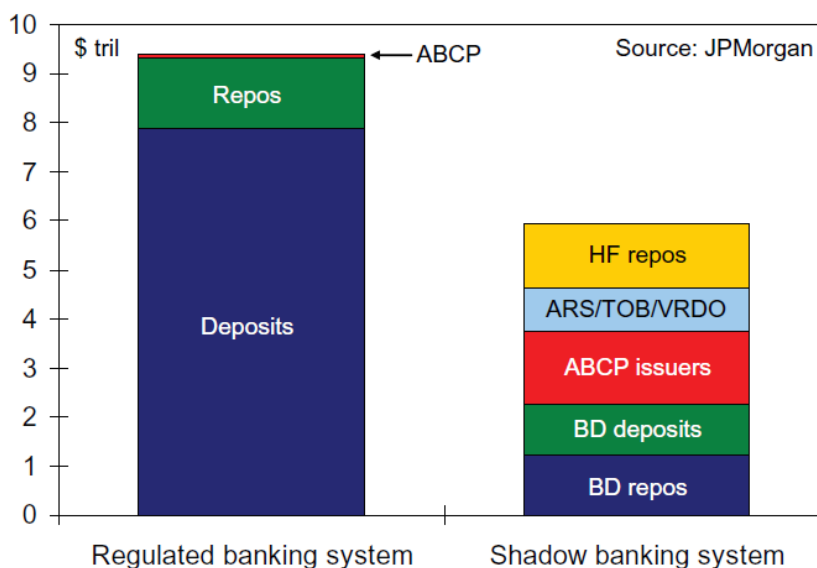 10
9
8
7
6
5
4
3
2
1
0
$ tril
ABCP
Source: JPMorgan
Repos
Deposits
HF repos
ARS/TOB/VRDO
ABCP issuers
BD deposits
BD repos
Regulated banking system
Shadow banking system